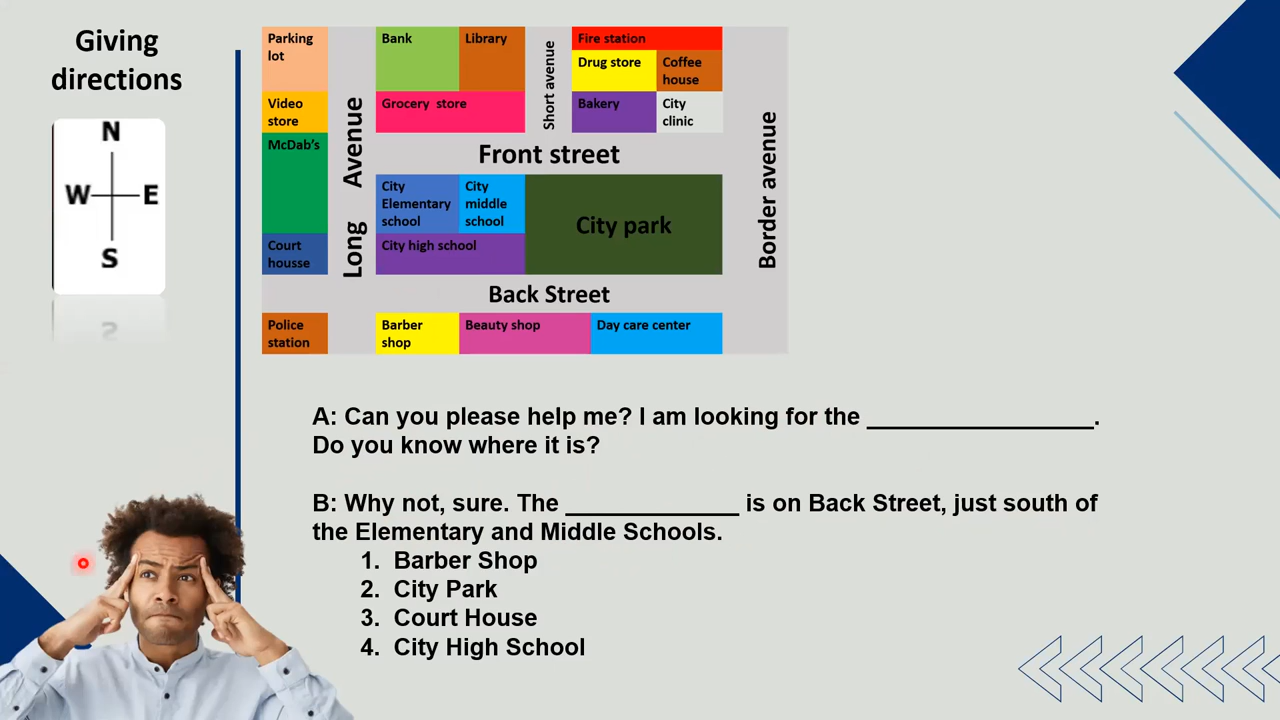 Giving
directions
N
W E
S
Parking
lot
Bank
Library
Short avenue
Fire station
Drug store
Coffee
house
Video
store
Grocery store
Bakery
City
clinic
McDab's
Long Avenue
Front street
Border avenue
City
Elementary
school
City
middle
school
City park
Court
housse
City high school
Back Street
Police
station
Barber
shop
Beauty shop
Day care center
A: Can you please help me? I am looking for the _________________.
Do you know where it is?
B: Why not, sure. The _____________ is on Back Street, just south of
the Elementary and Middle Schools.
1. Barber Shop
2. City Park
3. Court House
4. City High School